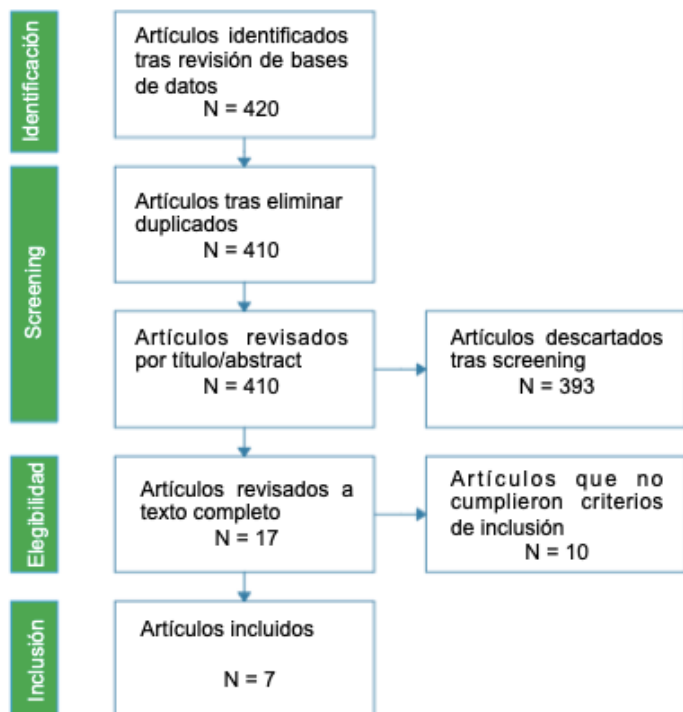 Identificación
Artículos identificados
tras revisión de bases
de datos
N = 420
Screening
Artículos tras eliminar
duplicados
N = 410
Artículos revisados
por título/abstract
N = 410
Artículos descartados
tras screening
N = 393
Elegibilidad
Artículos revisados a
texto completo
N = 17
Artículos que no
cumplieron criterios
de inclusión
N = 10
Inclusión
Artículos incluidos
N = 7